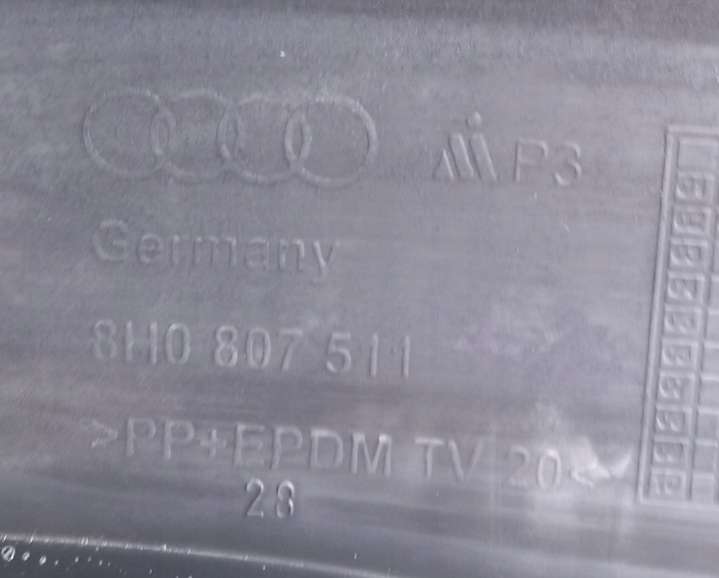 P3
Germany
8H0 807 511
>PP+EPDM TV 20<
28